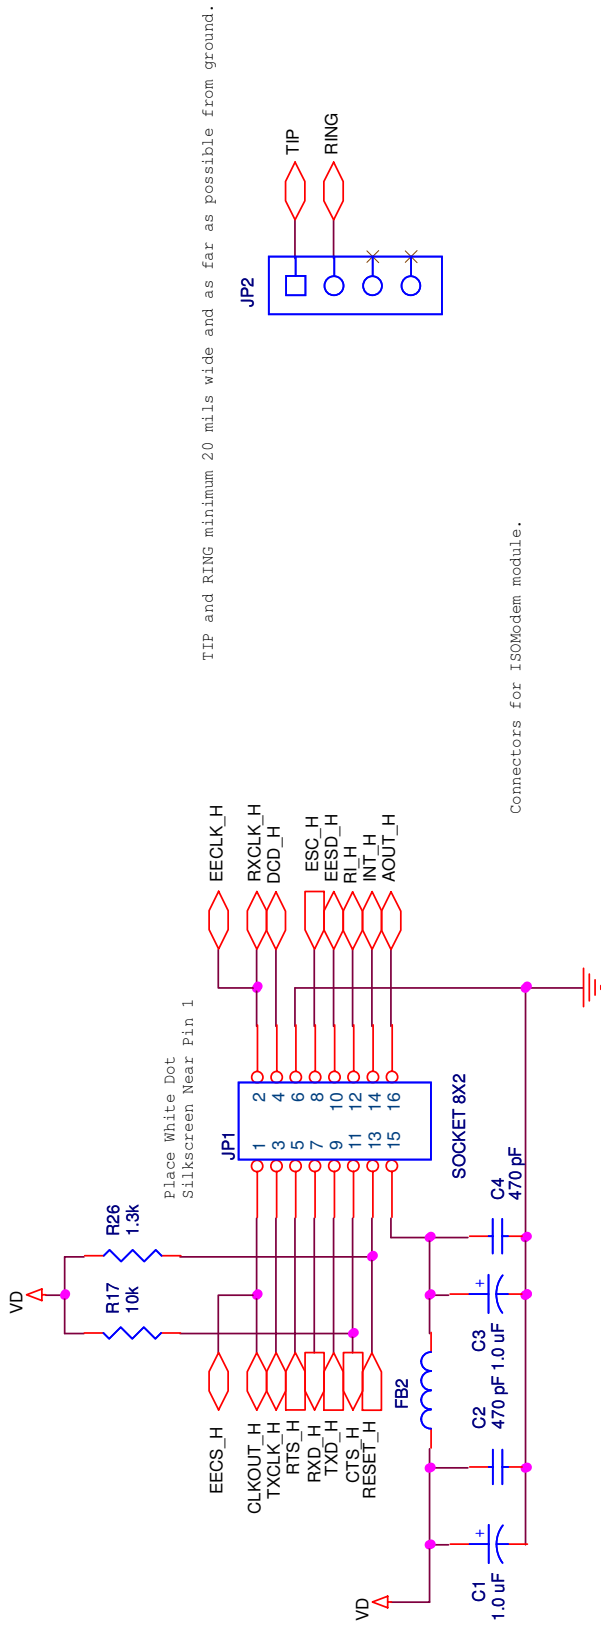 TIP and RING minimum 20 mils wide and as far as possible from ground.
JP2
TIP
RING
Connectors for ISOModem module.
VD
R17
10k
R26
1.3k
Place White Dot
Silkscreen Near Pin 1
EECS_H
CLKOUT_H
TXCLK_H
RTS_H
RXD_H
TXD_H
CTS_H
RESET_H
JP1
1 2
3 4
5 6
7 8
9 10
11 12
13 14
15 16
SOCKET 8X2
EECLK_H
RXCLK_H
DCD_H
ESC_H
EESD_H
RI_H
INT_H
AOUT_H
VD
FB2
C1
1.0 uF
+
C2
470 pF
C3
1.0 uF
+
C4
470 pF